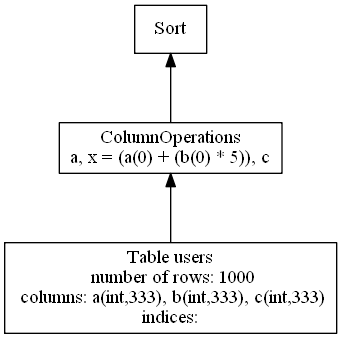 Sort
ColumnOperations
a, x = (a(0) + (b(0) * 5)), c
Table users
number of rows: 1000
columns: a(int,333), b(int,333), c(int,333)
indices: